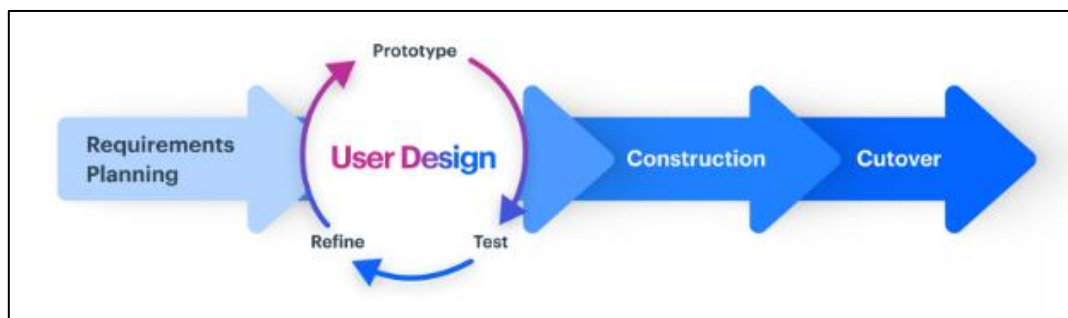 Prototype
Requirements
Planning
User Design
Construction
Cutover
Refine
Test